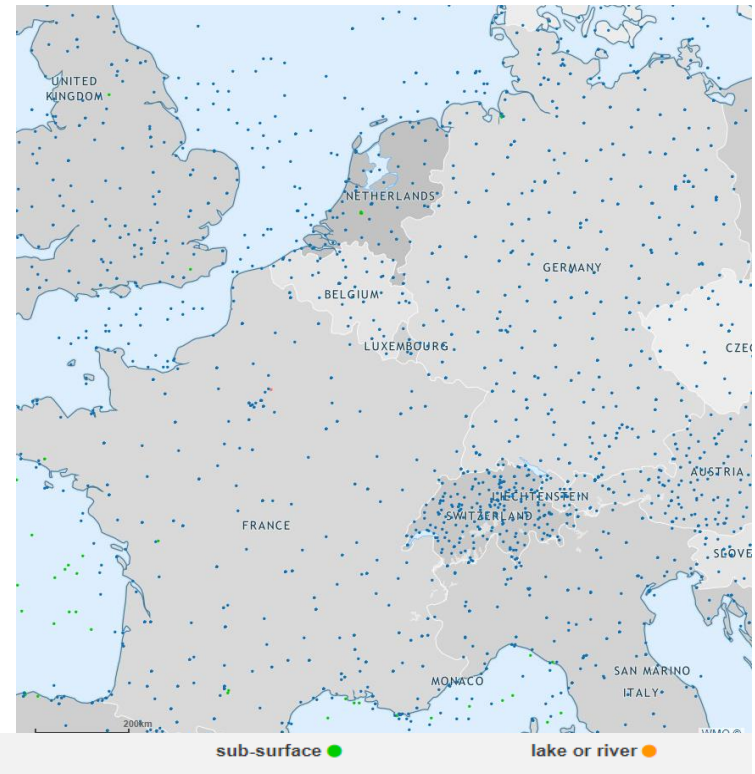 UNITED
KINGDOM
NETHERLANDS
GERMANY
BELGIUM
LUXEMBOURG
CZEC
AUSTRIA
LIECHTENSTEIN
SWITZERLAND
FRANCE
SLOVE
SAN MARINO
MONACO
ITALY
200km
WMO ©
sub-surface
lake or river